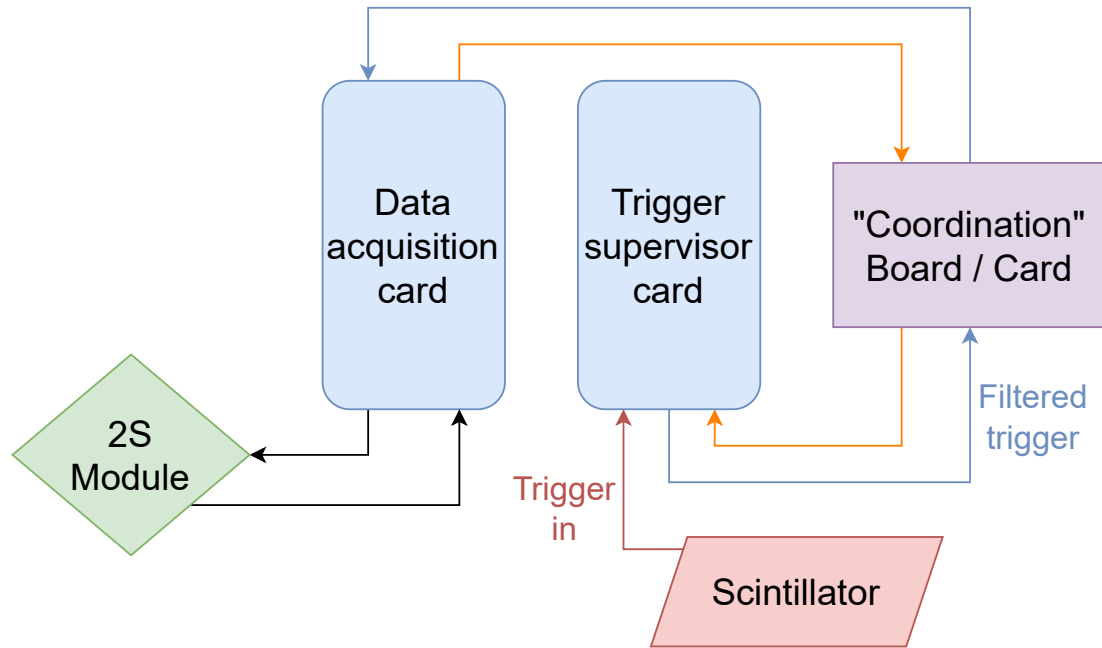 Data
acquisition
card
Trigger
supervisor
card
"Coordination"
Board / Card
2S
Module
Filtered
trigger
Trigger
in
Scintillator